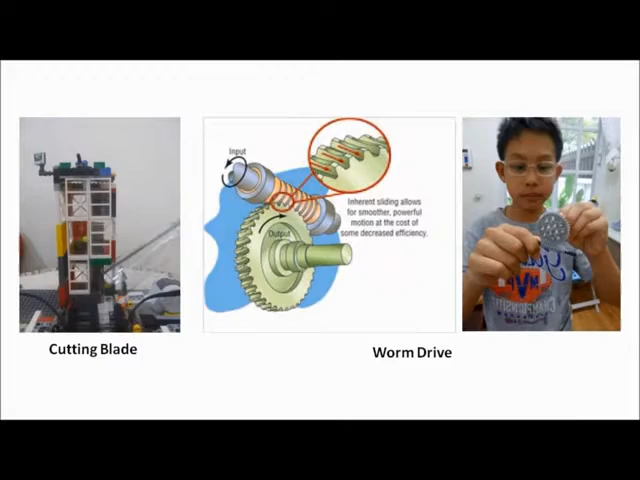 Input
Output
Inherent sliding allows
for smoother, powerful
motion at the cost of
some decreased efficiency.
MVP
Cutting Blade
Worm Drive